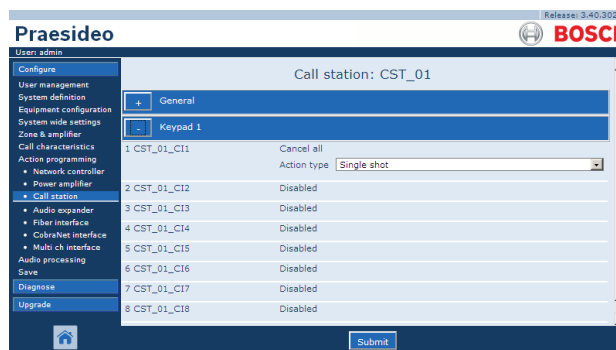 Release: 3.40.302
Praesideo
BOSCH
User: admin
Configure
User management
System definition
Equipment configuration
System wide settings
Zone & amplifier
Call characteristics
Action programming
• Network controller
• Power amplifier
• Call station
• Audio expander
• Fiber interface
• CobraNet interface
• Multi ch interface
Audio processing
Save
Diagnose
Upgrade
Call station: CST_01
+ General
- Keypad 1
1 CST_01_CI1 Cancel all
Action type Single shot
2 CST_01_CI2 Disabled
3 CST_01_CI3 Disabled
4 CST_01_CI4 Disabled
5 CST_01_CI5 Disabled
6 CST_01_CI6 Disabled
7 CST_01_CI7 Disabled
8 CST_01_CI8 Disabled
Submit